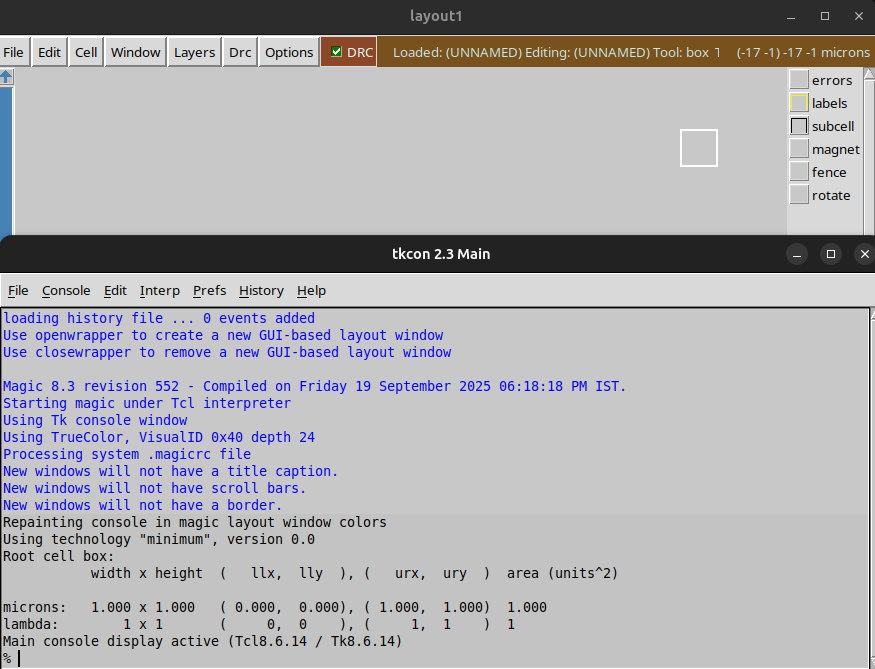 layout1
File Edit Cell Window Layers Drc Options DRC Loaded: (UNNAMED) Editing: (UNNAMED) Tool: box (-17 -1) -17 -1 microns
errors
labels
subcell
magnet
fence
rotate
tkcon 2.3 Main
File Console Edit Interp Prefs History Help
loading history file ... 0 events added
Use openwrapper to create a new GUI-based layout window
Use closewrapper to remove a new GUI-based layout window
Magic 8.3 revision 552 - Compiled on Friday 19 September 2025 06:18:18 PM IST.
Starting magic under Tcl interpreter
Using Tk console window
Using TrueColor, VisualID 0x40 depth 24
Processing system .magicrc file
New windows will not have a title caption.
New windows will not have scroll bars.
New windows will not have a border.
Repainting console in magic layout window colors
Using technology "minimum", version 0.0
Root cell box:
width x height ( llx, lly ), ( urx, ury ) area (units^2)
microns: 1.000 x 1.000 ( 0.000, 0.000), ( 1.000, 1.000) 1.000
lambda: 1 x 1 ( 0, 0 ), ( 1, 1 ) 1
Main console display active (Tcl8.6.14 / Tk8.6.14)
%